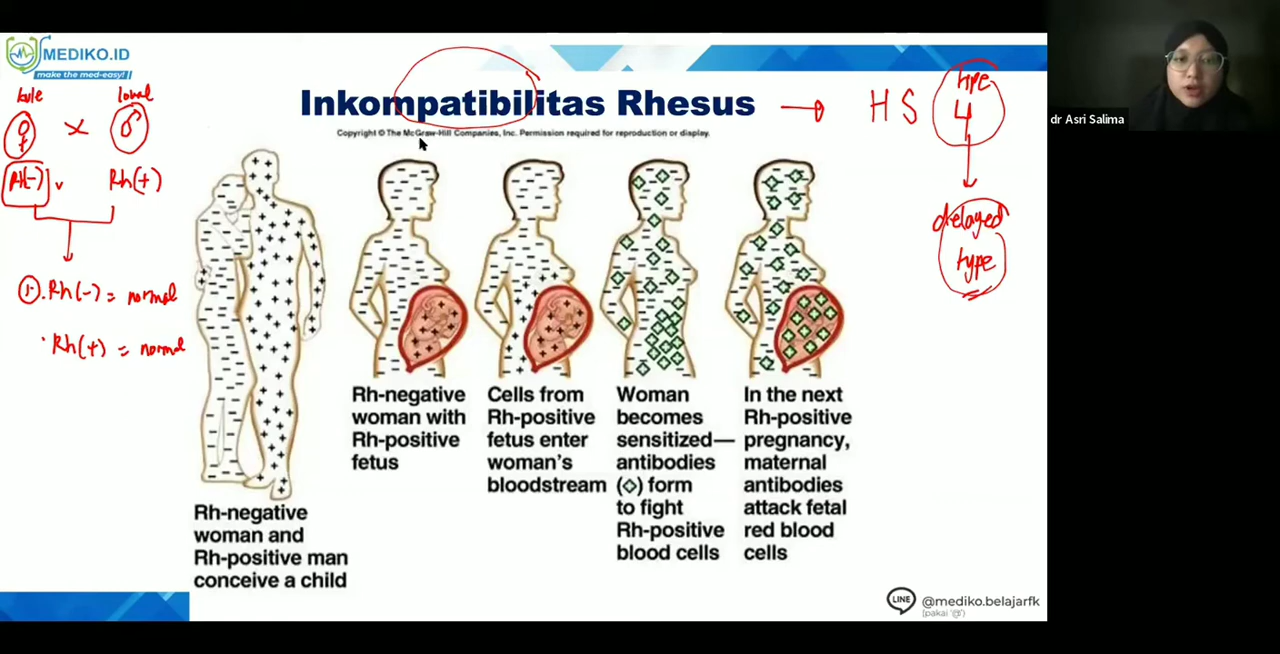 MEDIKO.ID
make the med-easy!
Inkompatibilitas Rhesus
Copyright © The McGraw-Hill Companies, Inc. Permission required for reproduction or display.
HS type 4
delayed
type
dr Asri Salima
♀ x ♂
Rh(-) Rh(+)
Rh(-) = normal
Rh(+) = normal
Rh-negative
woman and
Rh-positive man
conceive a child
Rh-negative
woman with
Rh-positive
fetus
Cells from
Rh-positive
fetus enter
woman's
bloodstream
Woman
becomes
sensitized—
antibodies
(◇) form
to fight
Rh-positive
blood cells
In the next
Rh-positive
pregnancy,
maternal
antibodies
attack fetal
red blood
cells
LINE
@mediko.belajarfk
(pakai '@')